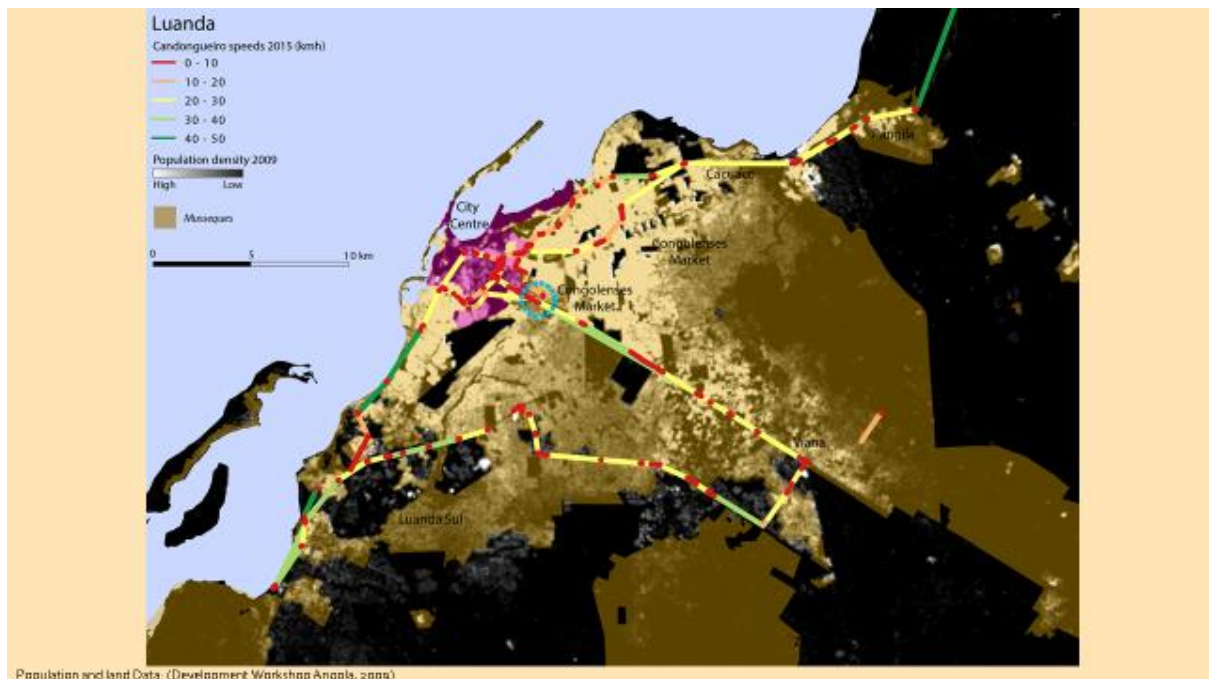 Luanda
Candongueiro speeds 2015 (kmh)
0 - 10
10 - 20
20 - 30
30 - 40
40 - 50
Population density 2009
High Low
Musseques
0 5 10 km
City
Centre
Cacuaco
Congolenses
Market
Congolenses
Market
Viana
Luanda Sul
Population and land Data: (Development Workshop Angola, 2009)